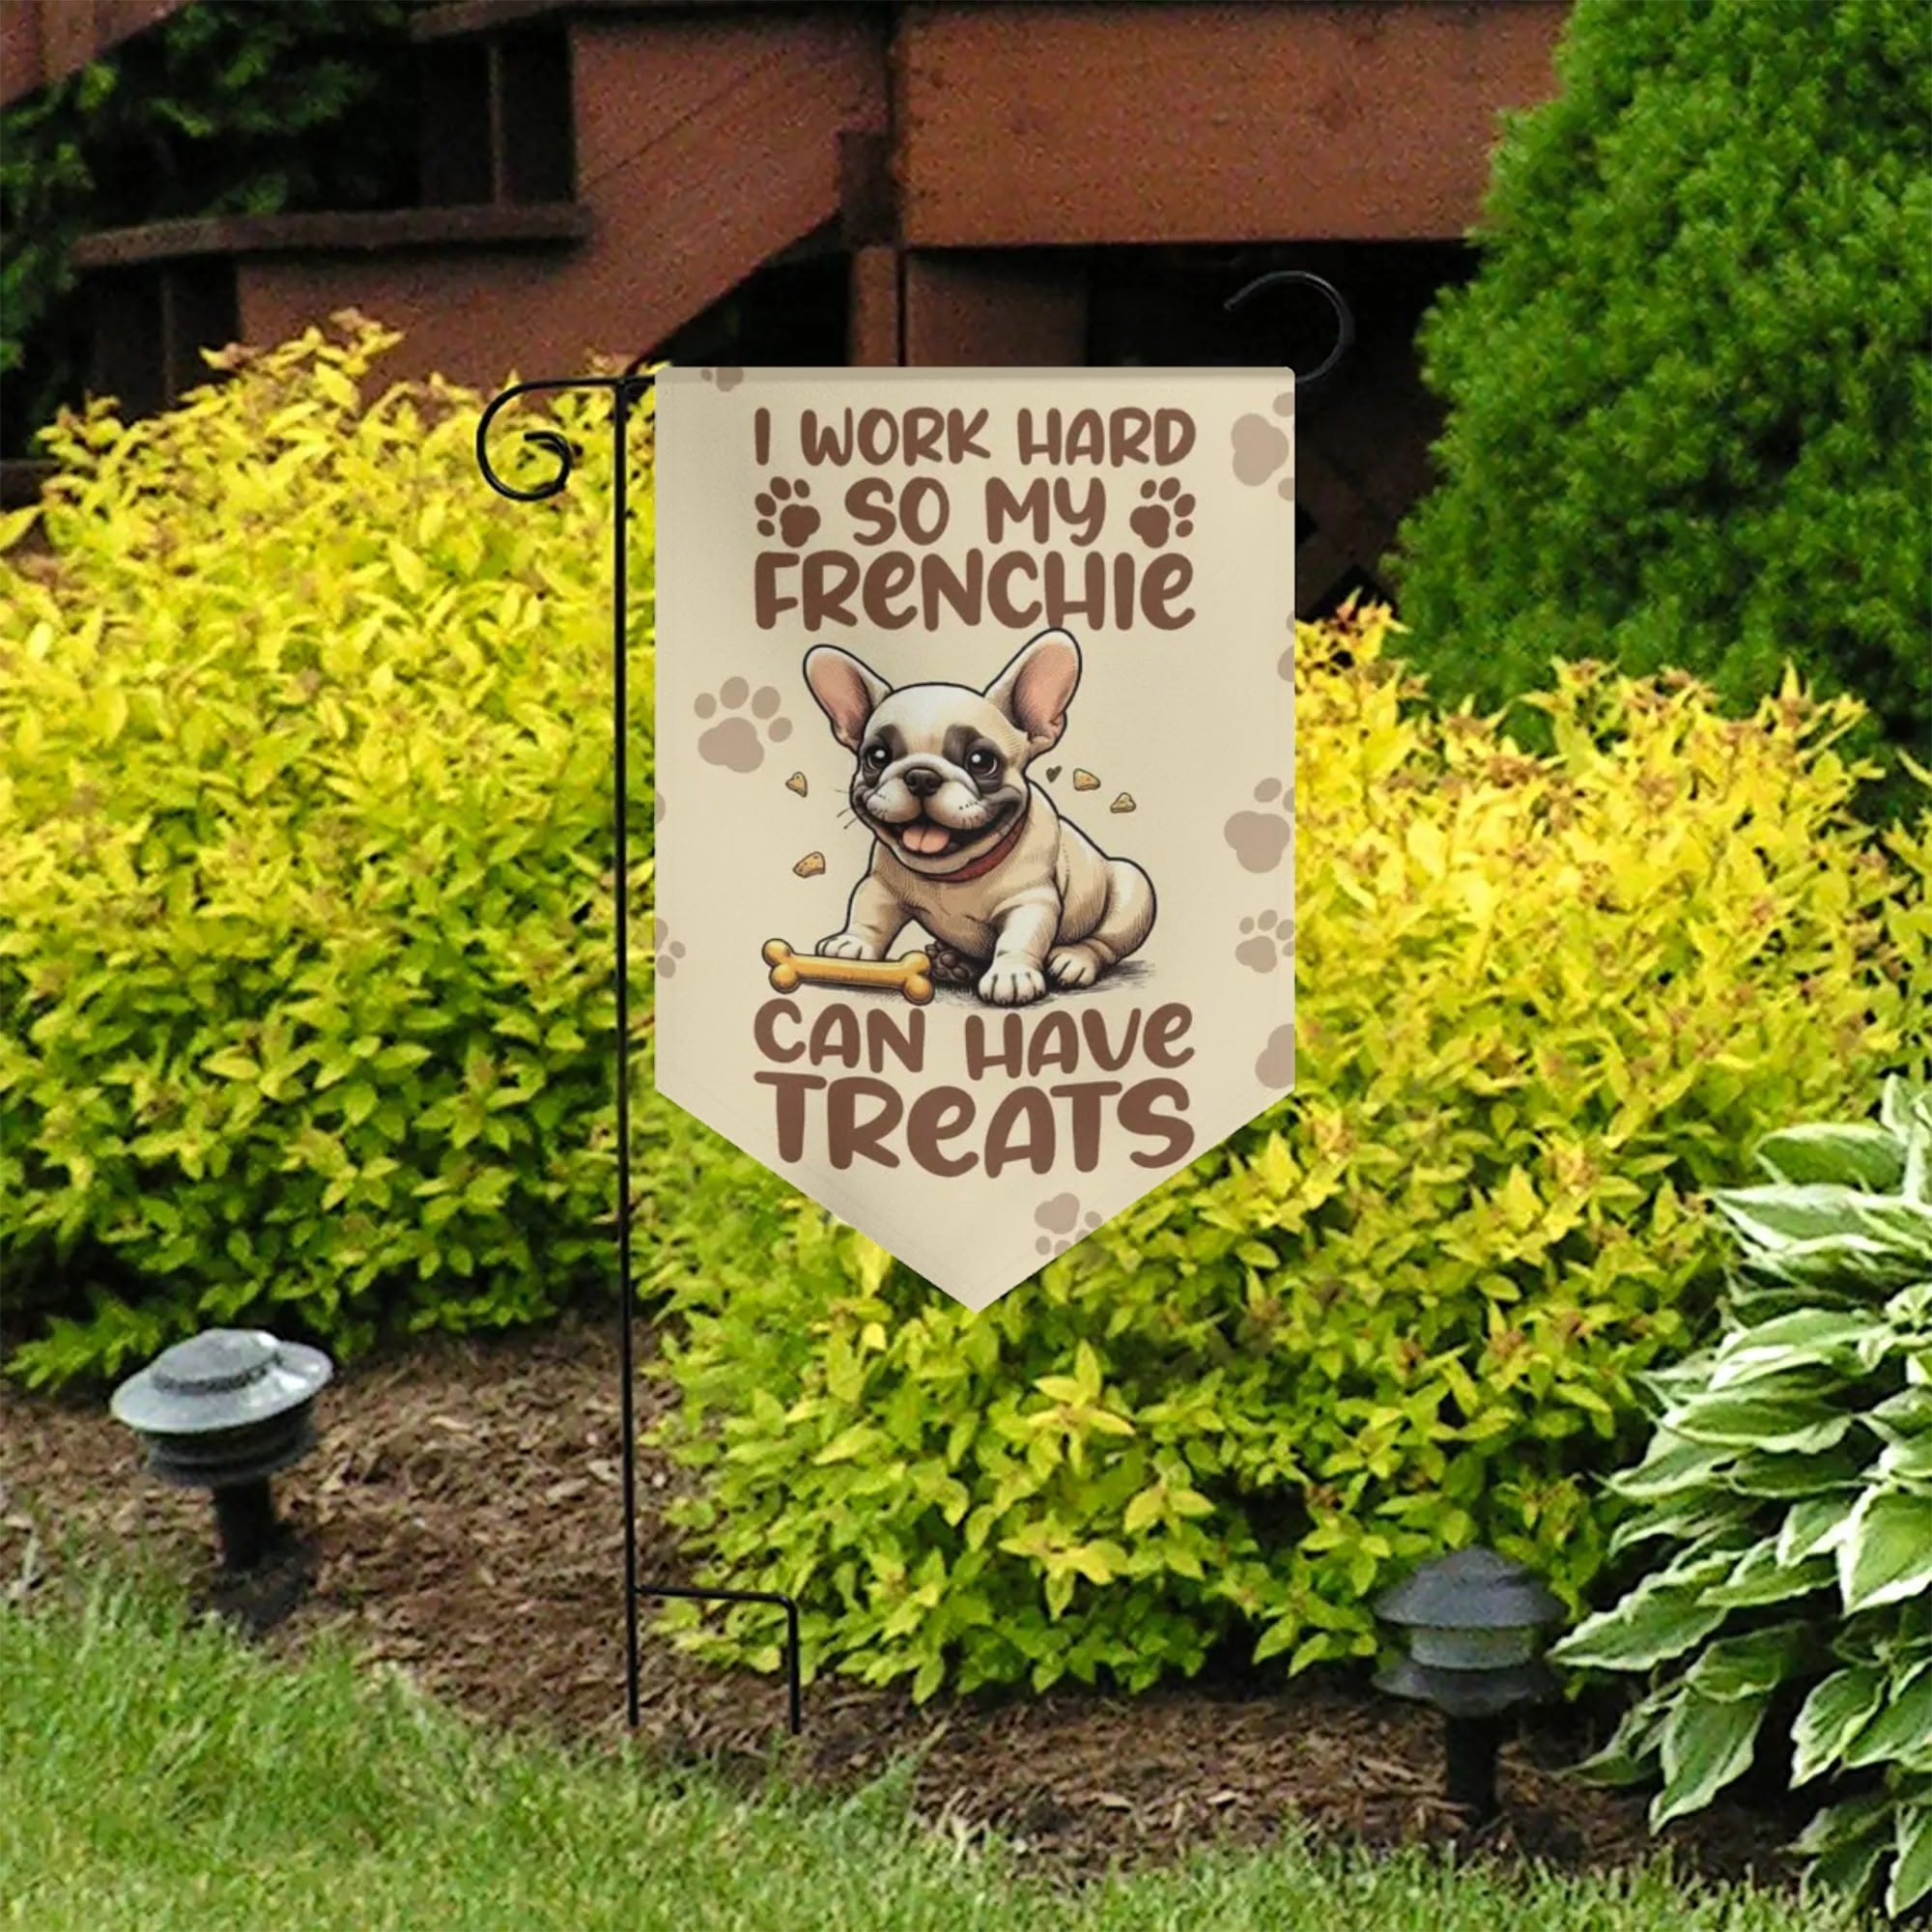 I WORK HARD
SO MY
FRENCHIE
CAN HAVE
TREATS